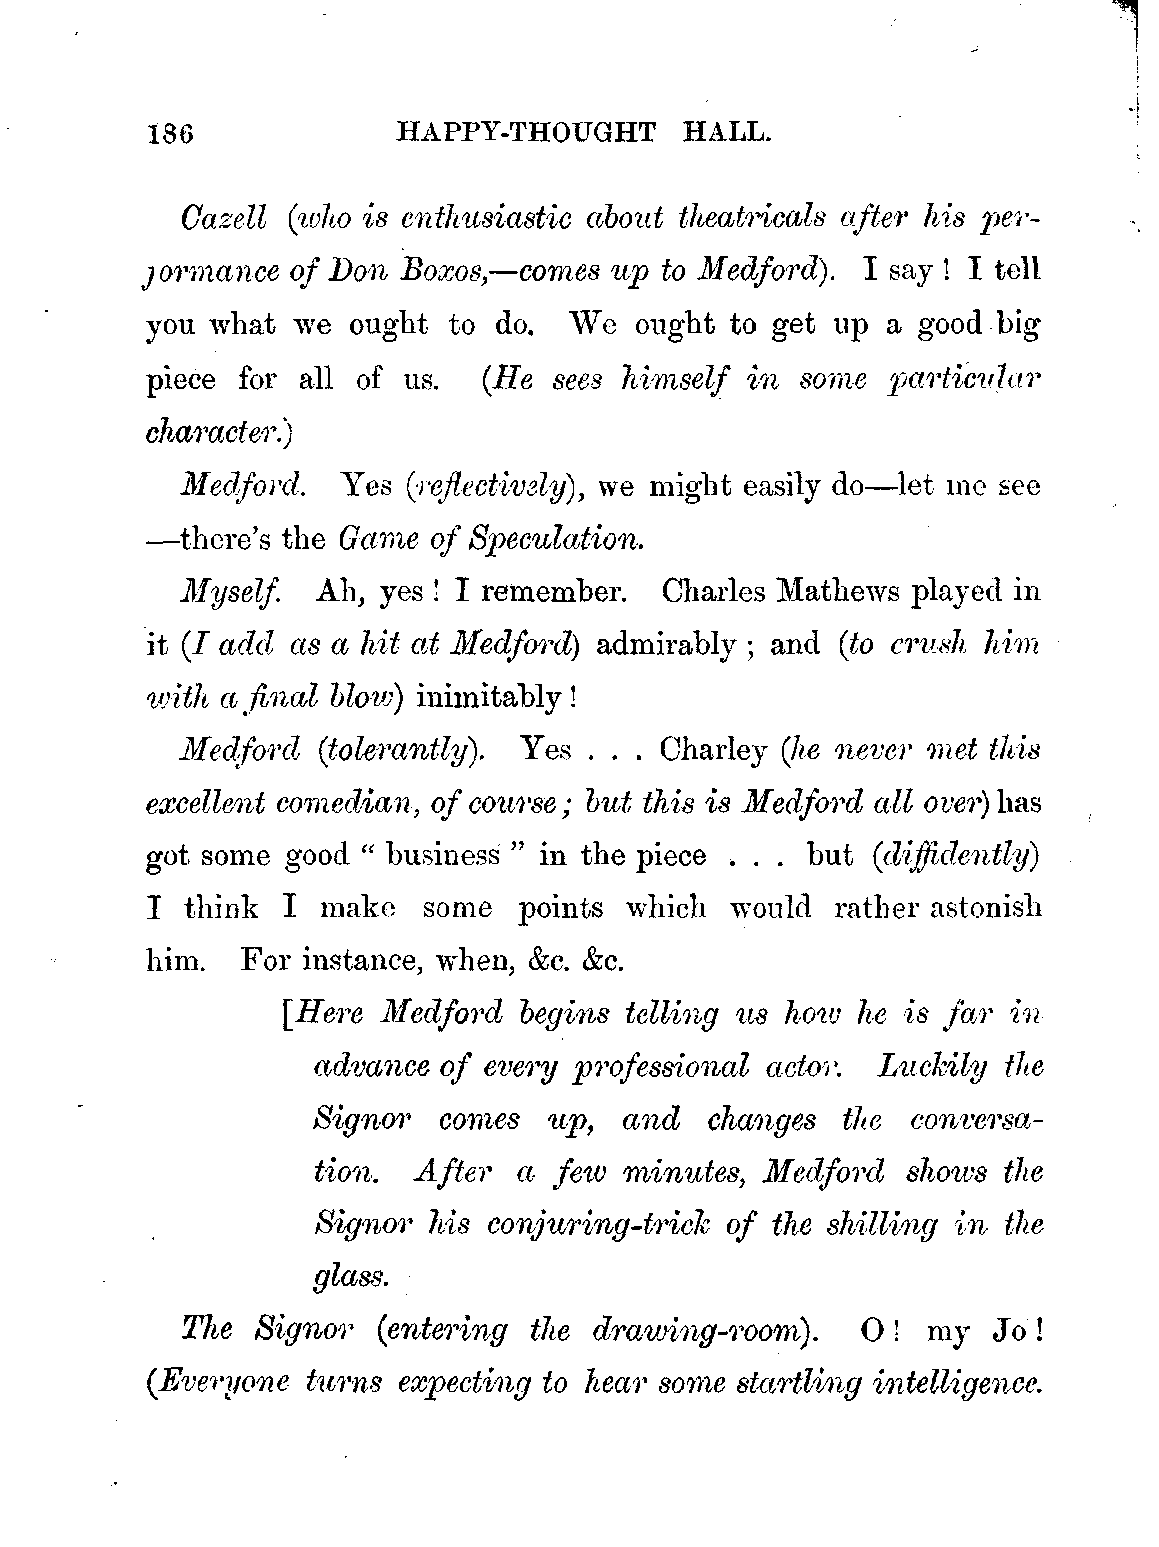 186 HAPPY-THOUGHT HALL.
Cazell (who is enthusiastic about theatricals after his per-
formance of Don Boxos,—comes up to Medford). I say! I tell
you what we ought to do. We ought to get up a good big
piece for all of us. (He sees himself in some particular
character.)
Medford. Yes (reflectively), we might easily do—let me see
—there's the Game of Speculation.
Myself. Ah, yes! I remember. Charles Mathews played in
it (I add as a hit at Medford) admirably; and (to crush him
with a final blow) inimitably!
Medford (tolerantly). Yes . . . Charley (he never met this
excellent comedian, of course; but this is Medford all over) has
got some good "business" in the piece . . . but (diffidently)
I think I make some points which would rather astonish
him. For instance, when, &c. &c.
[Here Medford begins telling us how he is far in
advance of every professional actor. Luckily the
Signor comes up, and changes the conversa-
tion. After a few minutes, Medford shows the
Signor his conjuring-trick of the shilling in the
glass.
The Signor (entering the drawing-room). O! my Jo!
(Everyone turns expecting to hear some startling intelligence.